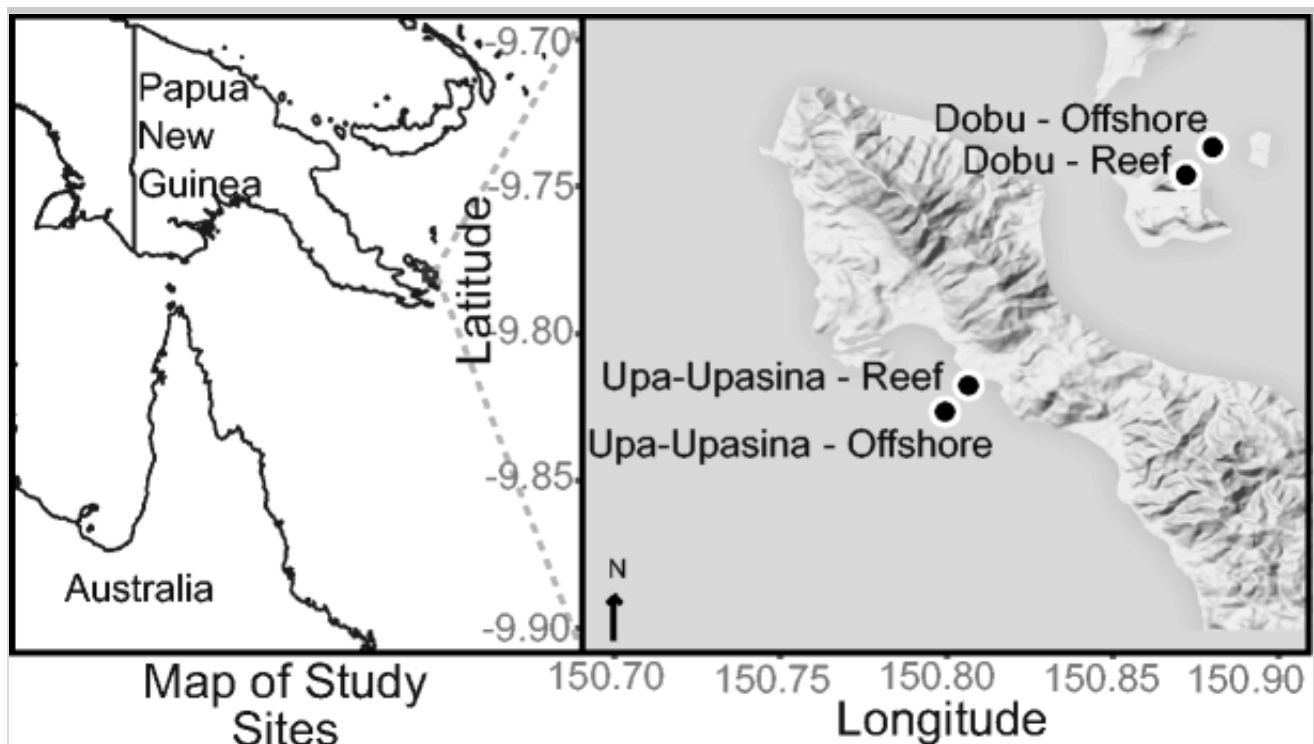 Papua
New
Guinea
Australia
Map of Study
Sites
Latitude
-9.70
-9.75
-9.80
-9.85
-9.90
Dobu - Offshore
Dobu - Reef
Upa-Upasina - Reef
Upa-Upasina - Offshore
N
150.70 150.75 150.80 150.85 150.90
Longitude